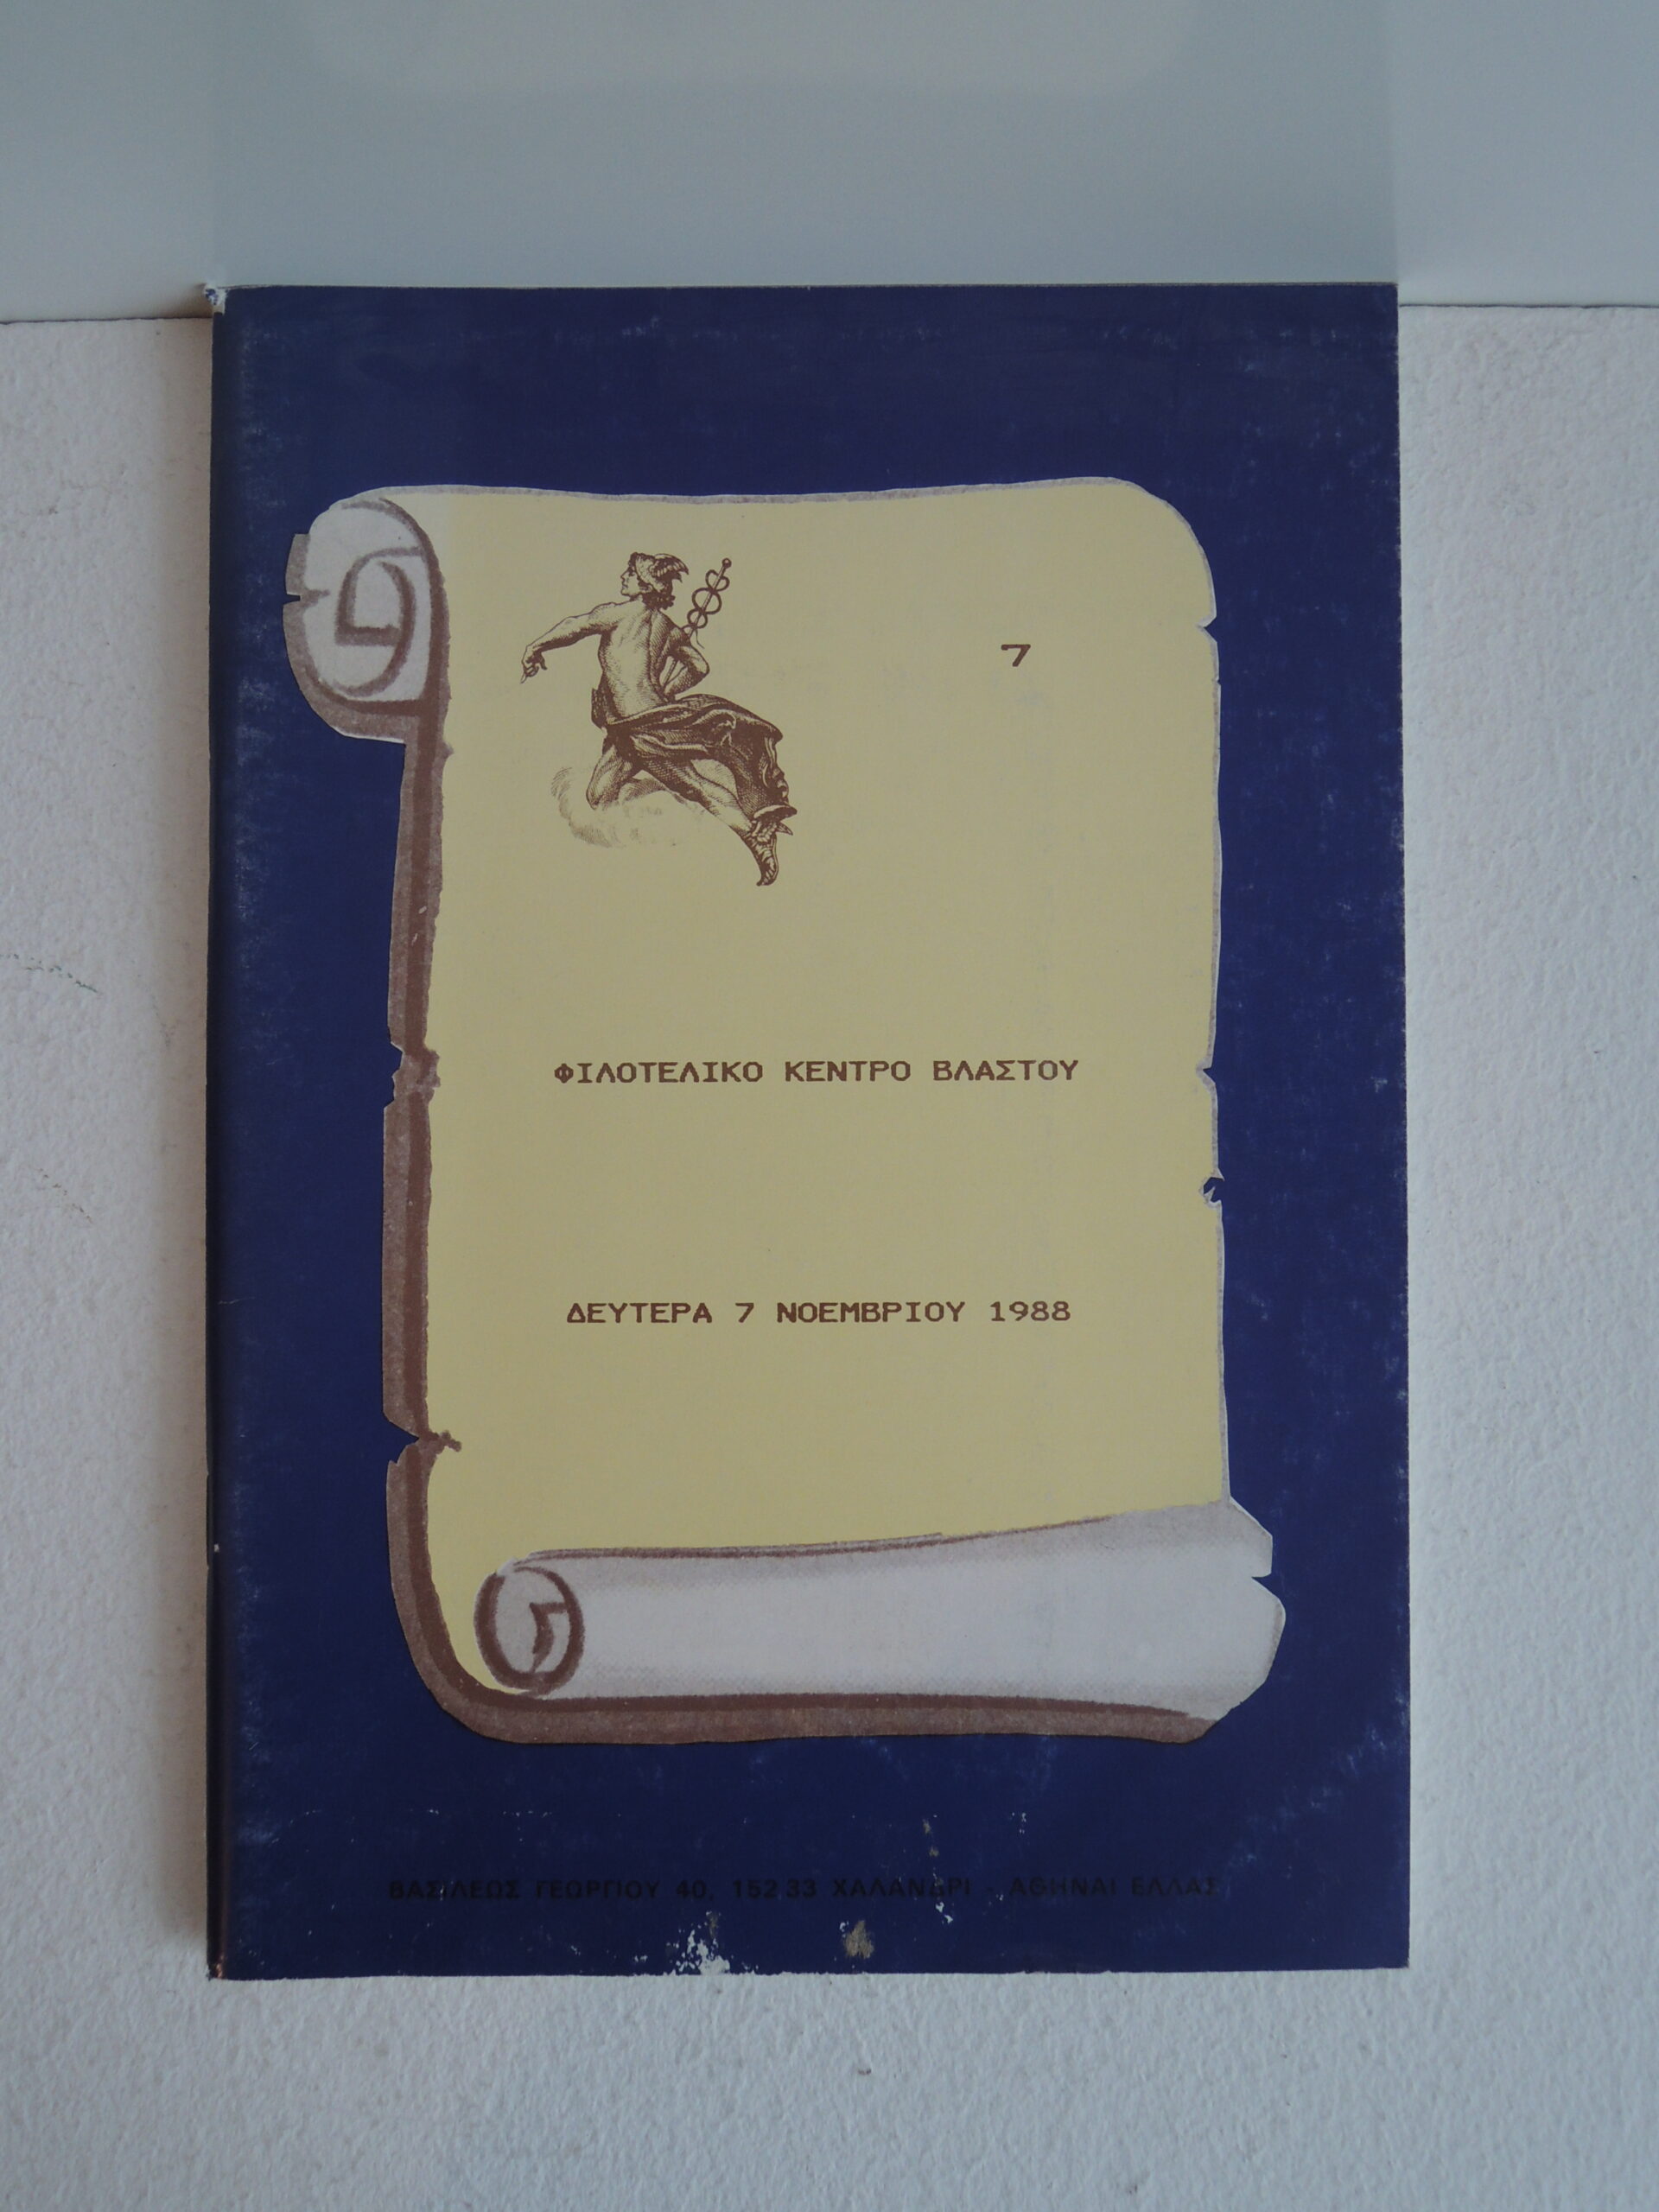 7
ΦΙΛΟΤΕΛΙΚΟ ΚΕΝΤΡΟ ΒΛΑΣΤΟΥ
ΔΕΥΤΕΡΑ 7 ΝΟΕΜΒΡΙΟΥ 1988
ΒΑΣΙΛΕΩΣ ΓΕΩΡΓΙΟΥ 40, 152 33 ΧΑΛΑΝΔΡΙ - ΑΘΗΝΑΙ ΕΛΛΑΣ